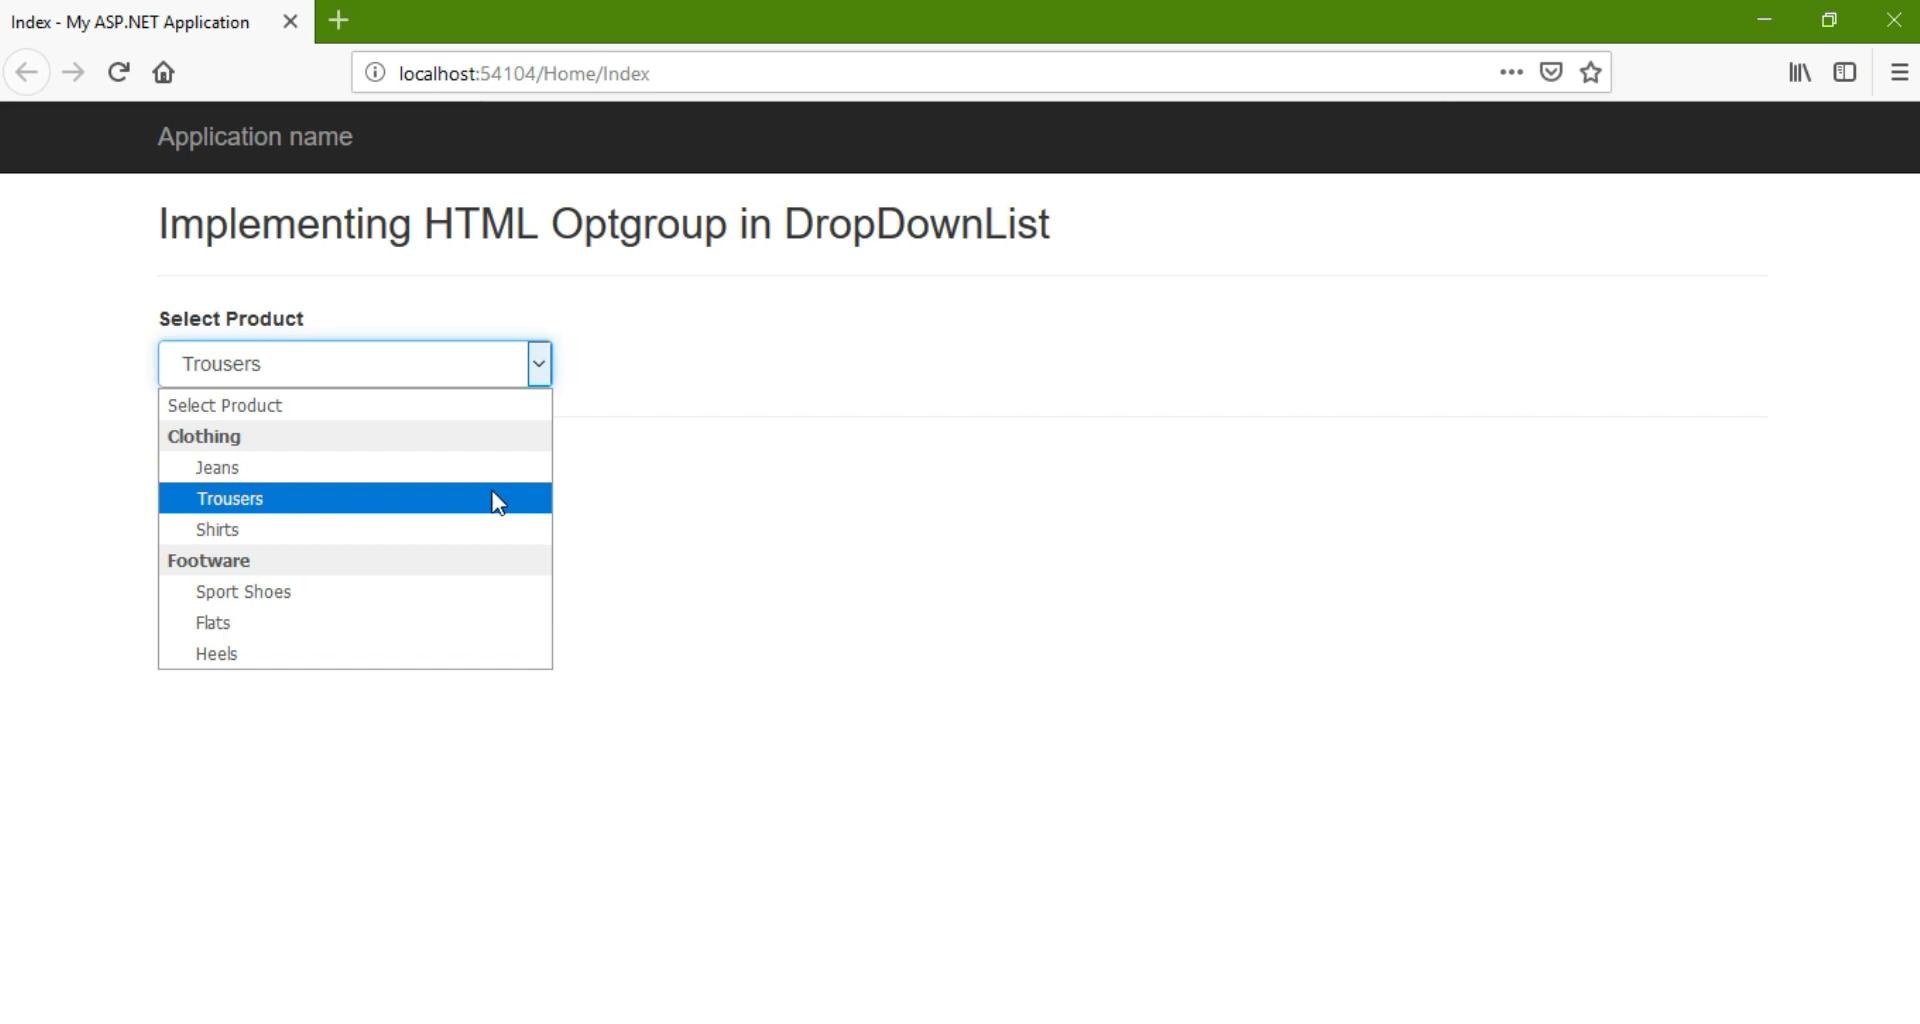 Index - My ASP.NET Application
localhost:54104/Home/Index
Application name
Implementing HTML Optgroup in DropDownList
Select Product
Trousers
Select Product
Clothing
Jeans
Trousers
Shirts
Footware
Sport Shoes
Flats
Heels